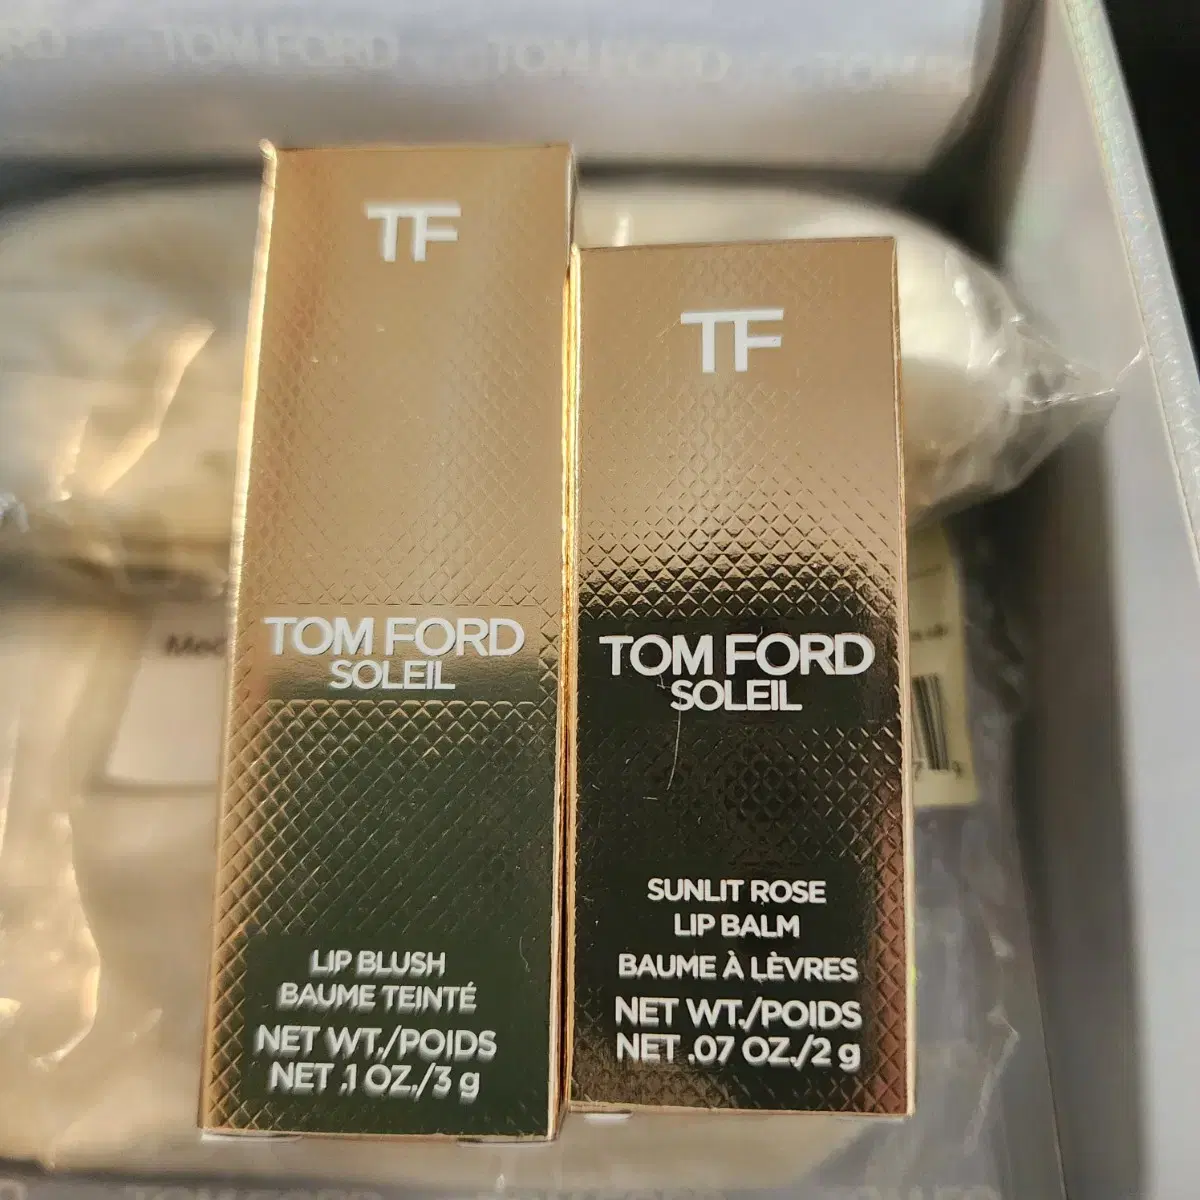 TOM FORD
TOM FORD
TF
TOM FORD
SOLEIL
LIP BLUSH
BAUME TEINTÉ
NET WT./POIDS
NET .1 OZ./3 g
TF
TOM FORD
SOLEIL
SUNLIT ROSE
LIP BALM
BAUME À LÈVRES
NET WT./POIDS
NET .07 OZ./2 g